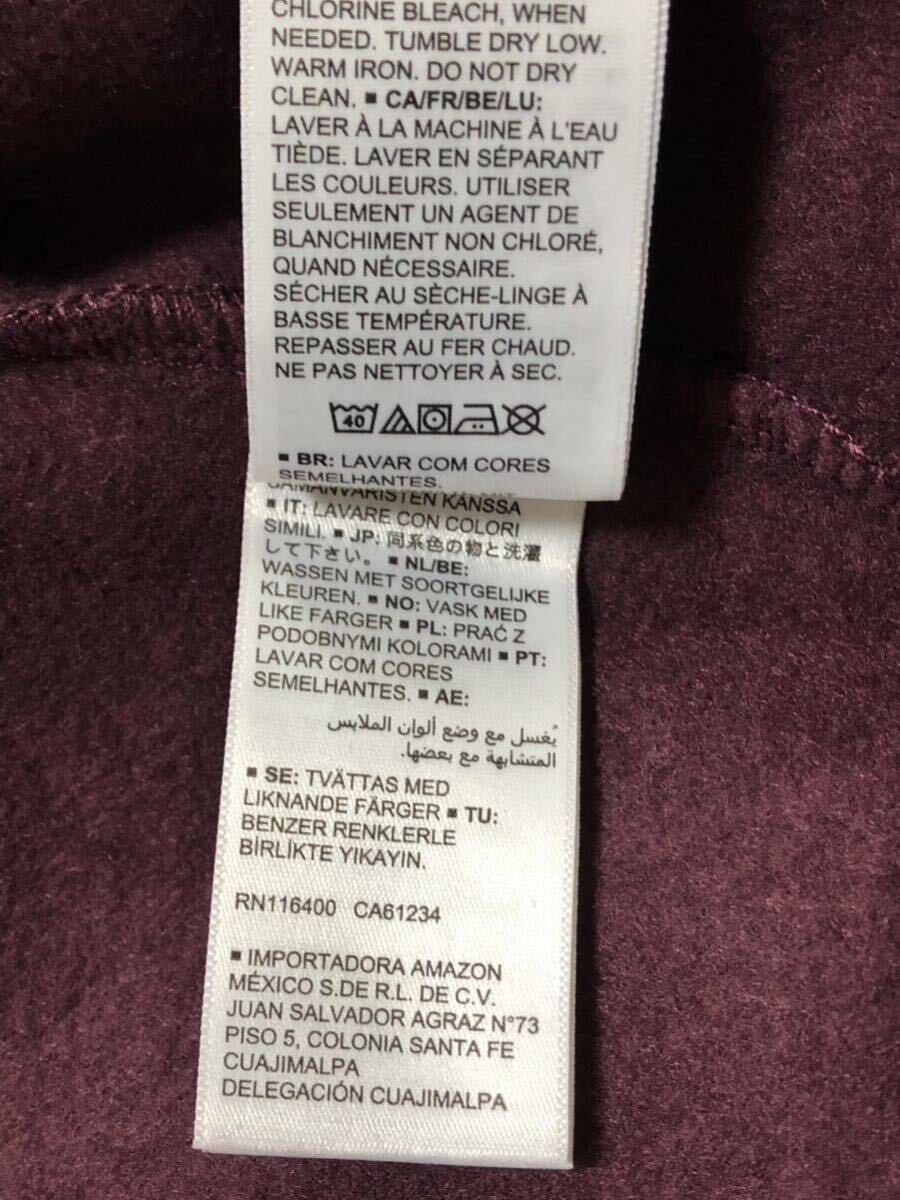 CHLORINE BLEACH, WHEN
NEEDED. TUMBLE DRY LOW.
WARM IRON. DO NOT DRY
CLEAN. ■ CA/FR/BE/LU:
LAVER À LA MACHINE À L'EAU
TIÈDE. LAVER EN SÉPARANT
LES COULEURS. UTILISER
SEULEMENT UN AGENT DE
BLANCHIMENT NON CHLORÉ,
QUAND NÉCESSAIRE.
SÉCHER AU SÈCHE-LINGE À
BASSE TEMPÉRATURE.
REPASSER AU FER CHAUD.
NE PAS NETTOYER À SEC.
40
■ BR: LAVAR COM CORES
SEMELHANTES.
SAMANVÄRISTEN KANSSA
■ IT: LAVARE CON COLORI
SIMILI. ■ JP: 同系色の物と洗濯
して下さい。 ■ NL/BE:
WASSEN MET SOORTGELIJKE
KLEUREN. ■ NO: VASK MED
LIKE FARGER ■ PL: PRAĆ Z
PODOBNYMI KOLORAMI ■ PT:
LAVAR COM CORES
SEMELHANTES. ■ AE:
يُغسل مع وضع ألوان الملابس
المتشابهة مع بعضها.
■ SE: TVÄTTAS MED
LIKNANDE FÄRGER ■ TU:
BENZER RENKLERLE
BİRLİKTE YIKAYIN.
RN116400 CA61234
■ IMPORTADORA AMAZON
MÉXICO S.DE R.L. DE C.V.
JUAN SALVADOR AGRAZ N°73
PISO 5, COLONIA SANTA FE
CUAJIMALPA
DELEGACIÓN CUAJIMALPA